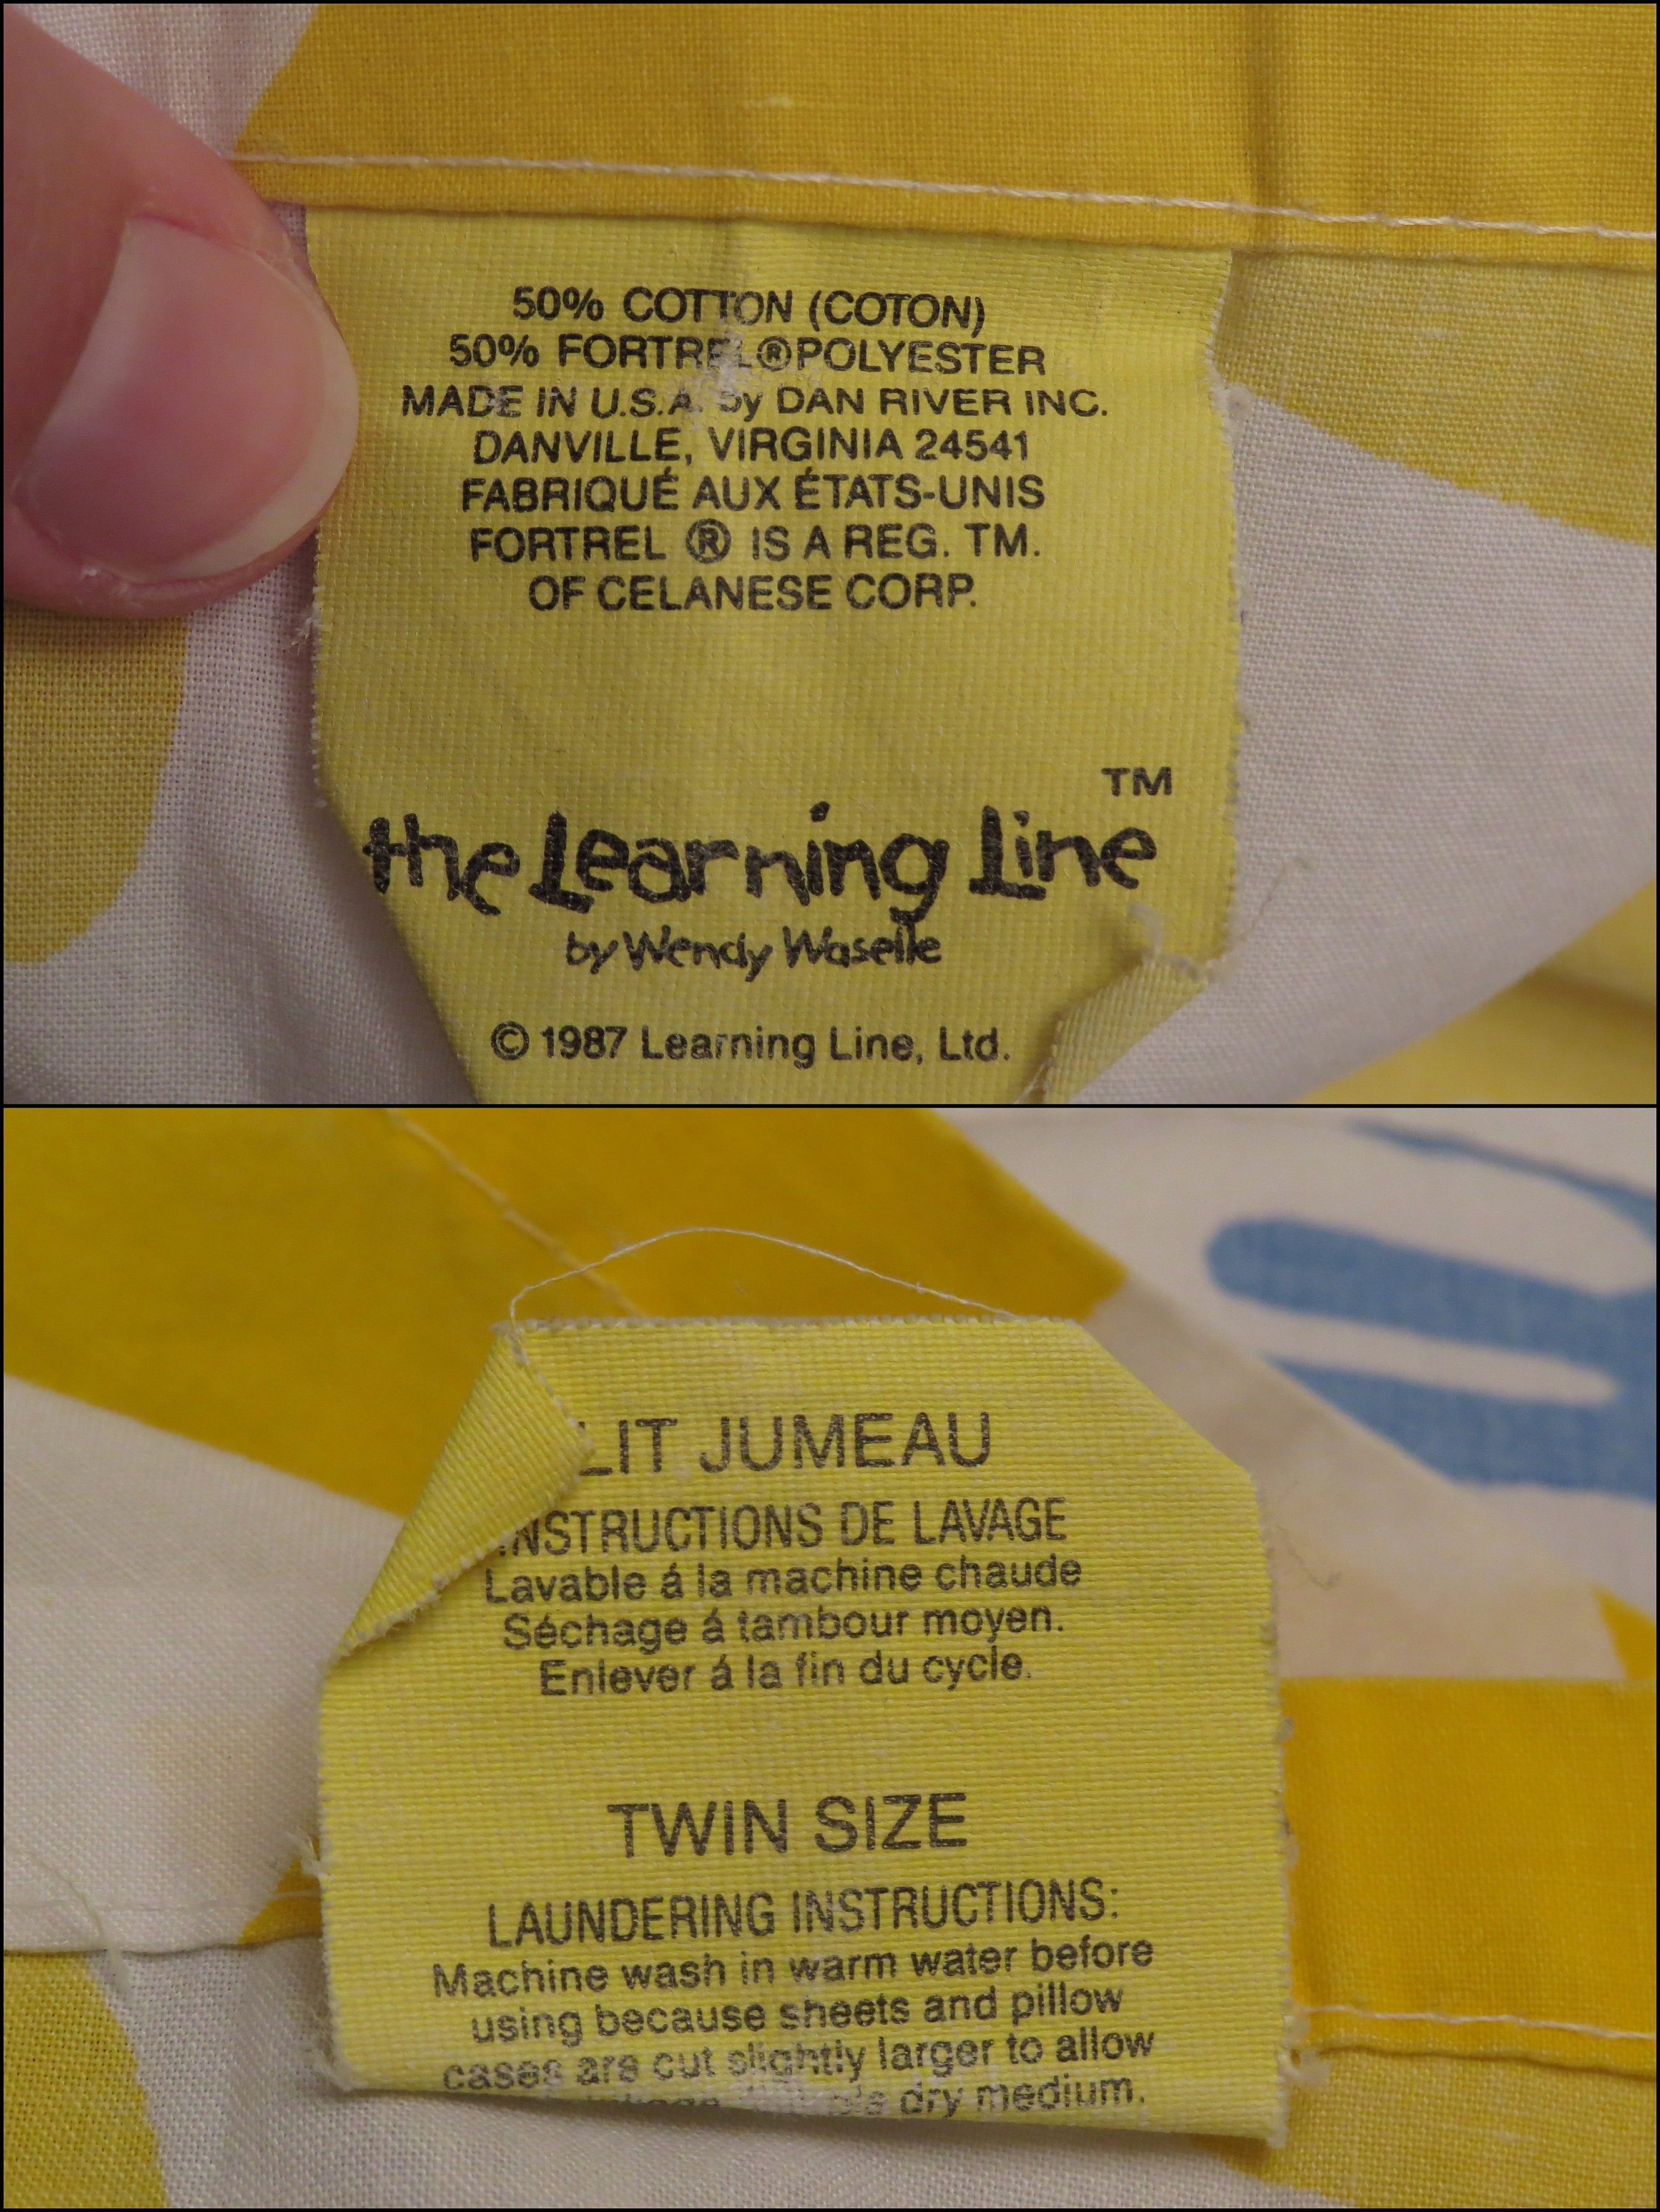 50% COTTON (COTON)
50% FORTREL®POLYESTER
MADE IN U.S.A. by DAN RIVER INC.
DANVILLE, VIRGINIA 24541
FABRIQUÉ AUX ÉTATS-UNIS
FORTREL ® IS A REG. TM.
OF CELANESE CORP.
the Learning Line TM
by Wendy Waselle
© 1987 Learning Line, Ltd.
LIT JUMEAU
INSTRUCTIONS DE LAVAGE
Lavable á la machine chaude
Séchage á tambour moyen.
Enlever á la fin du cycle.
TWIN SIZE
LAUNDERING INSTRUCTIONS:
Machine wash in warm water before
using because sheets and pillow
cases are cut slightly larger to allow
dry medium.